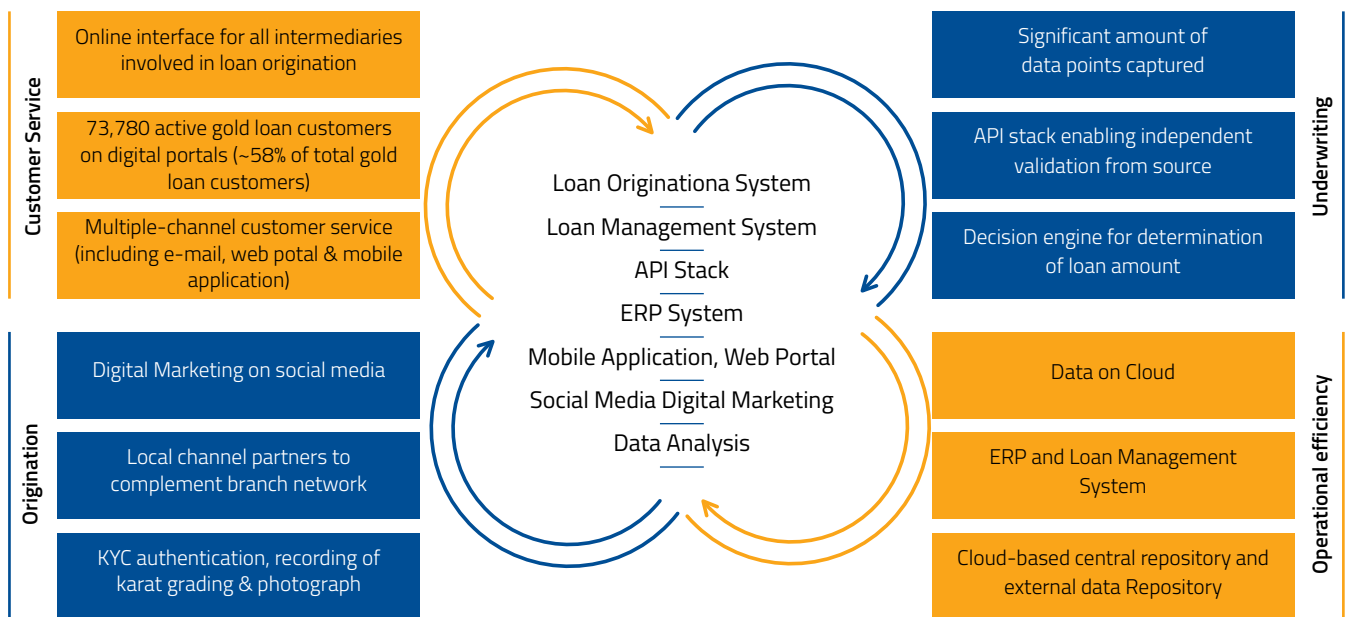 Customer Service
Online interface for all intermediaries
involved in loan origination
73,780 active gold loan customers
on digital portals (~58% of total gold
loan customers)
Multiple-channel customer service
(including e-mail, web potal & mobile
application)
Origination
Digital Marketing on social media
Local channel partners to
complement branch network
KYC authentication, recording of
karat grading & photograph
Loan Originationa System
Loan Management System
API Stack
ERP System
Mobile Application, Web Portal
Social Media Digital Marketing
Data Analysis
Significant amount of
data points captured
API stack enabling independent
validation from source
Decision engine for determination
of loan amount
Underwriting
Data on Cloud
ERP and Loan Management
System
Cloud-based central repository and
external data Repository
Operational efficiency